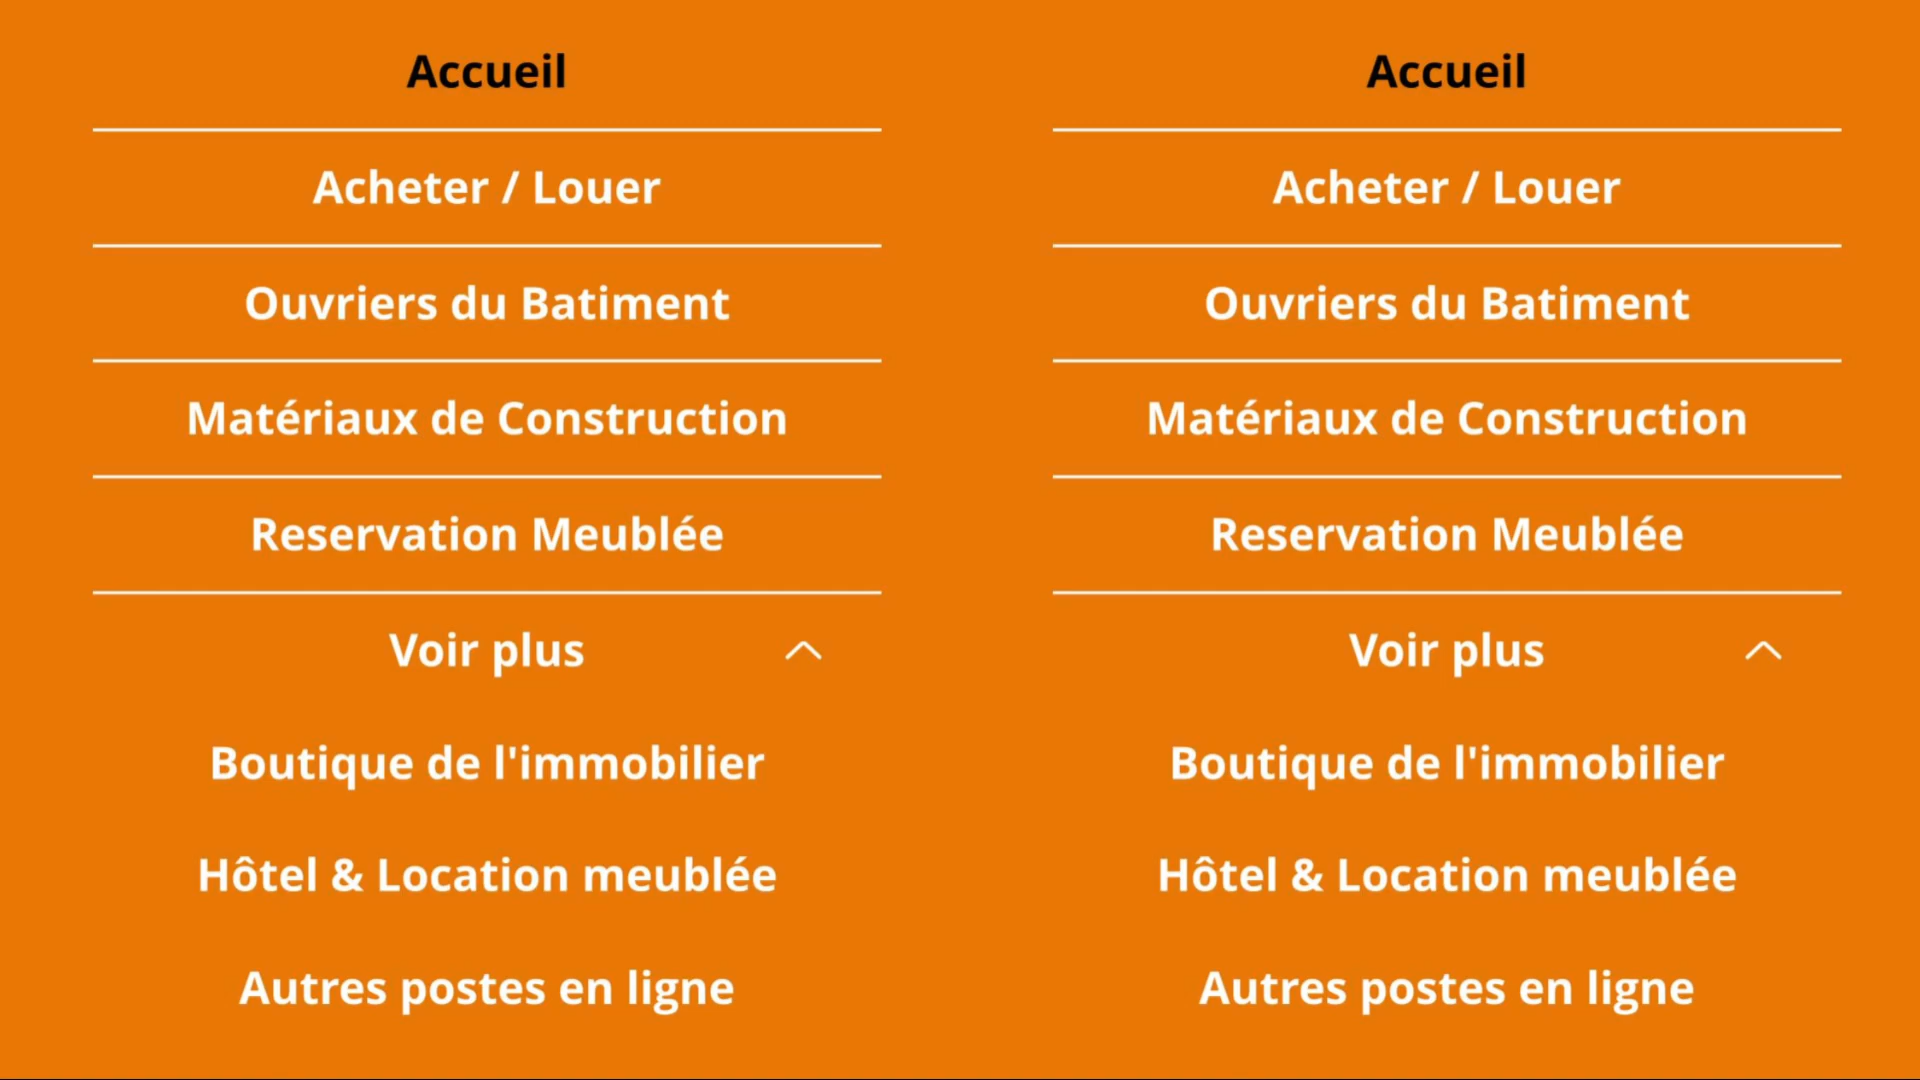 Accueil
Acheter / Louer
Ouvriers du Batiment
Matériaux de Construction
Reservation Meublée
Voir plus
Boutique de l'immobilier
Hôtel & Location meublée
Autres postes en ligne
Accueil
Acheter / Louer
Ouvriers du Batiment
Matériaux de Construction
Reservation Meublée
Voir plus
Boutique de l'immobilier
Hôtel & Location meublée
Autres postes en ligne